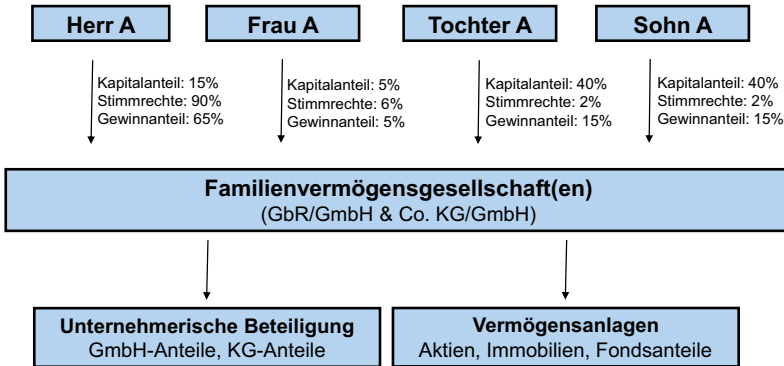 Herr A
Frau A
Tochter A
Sohn A
Kapitalanteil: 15%
Stimmrechte: 90%
Gewinnanteil: 65%
Kapitalanteil: 5%
Stimmrechte: 6%
Gewinnanteil: 5%
Kapitalanteil: 40%
Stimmrechte: 2%
Gewinnanteil: 15%
Kapitalanteil: 40%
Stimmrechte: 2%
Gewinnanteil: 15%
Familienvermögensgesellschaft(en)
(GbR/GmbH & Co. KG/GmbH)
Unternehmerische Beteiligung
GmbH-Anteile, KG-Anteile
Vermögensanlagen
Aktien, Immobilien, Fondsanteile